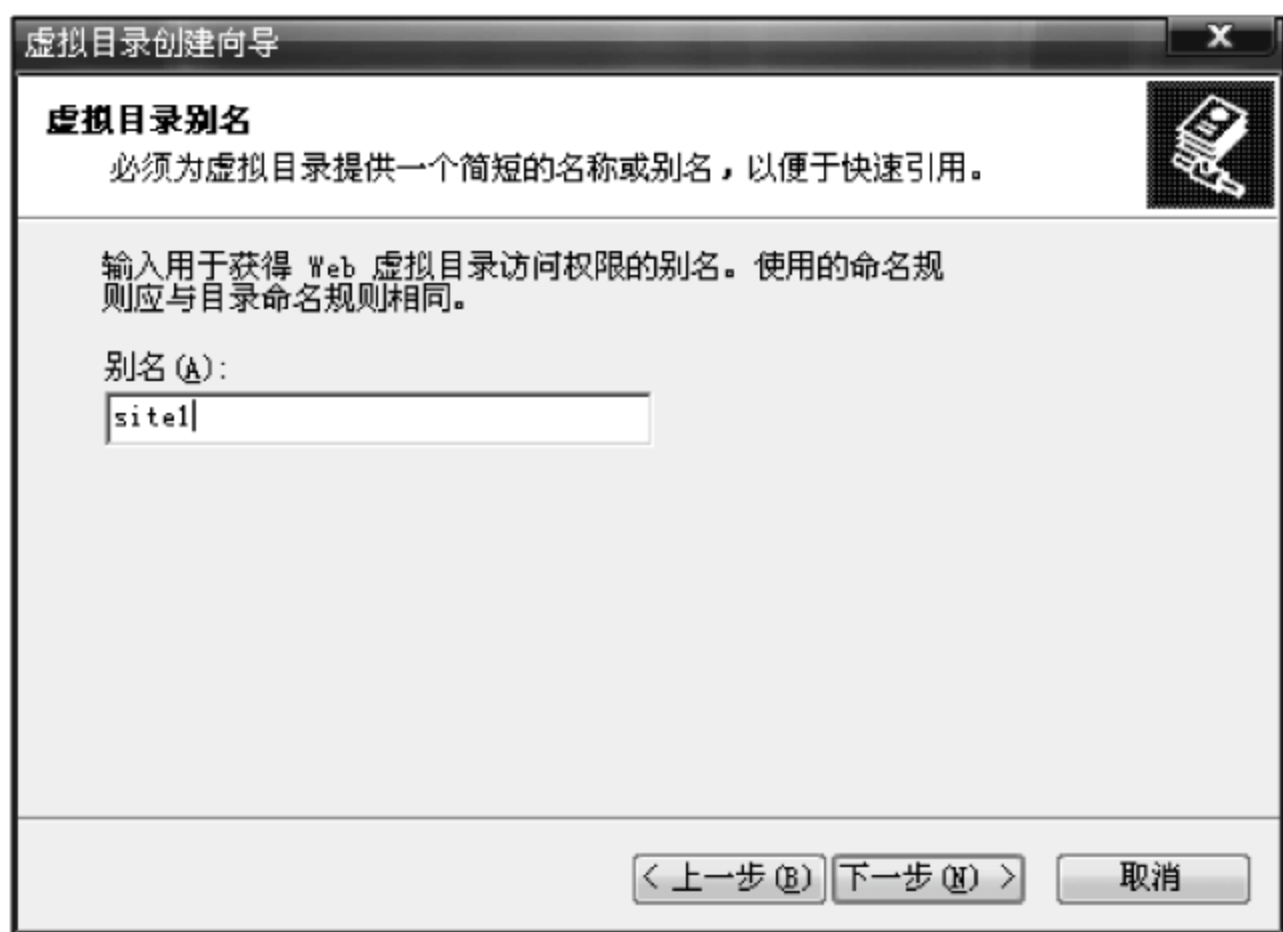 虚拟目录创建向导
虚拟目录别名
必须为虚拟目录提供一个简短的名称或别名，以便于快速引用。
输入用于获得 Web 虚拟目录访问权限的别名。使用的命名规
则应与目录命名规则相同。
别名(A):
site1
< 上一步(B) 下一步(N) > 取消